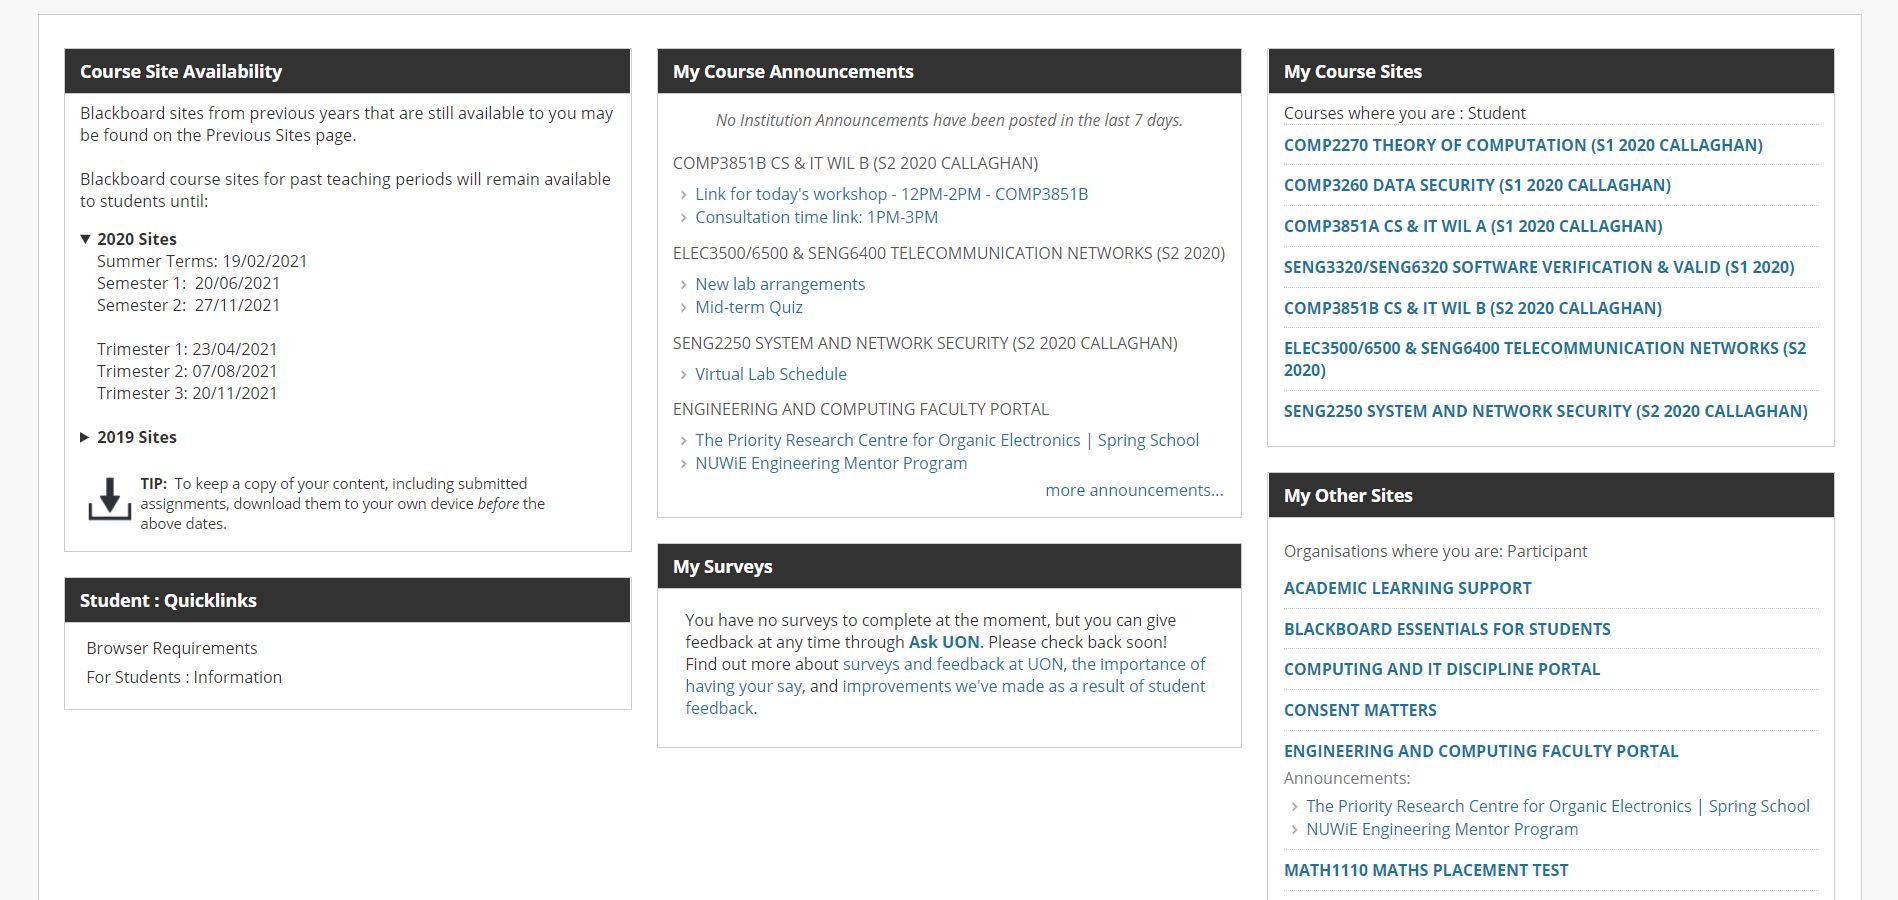 Course Site Availability
Blackboard sites from previous years that are still available to you may
be found on the Previous Sites page.
Blackboard course sites for past teaching periods will remain available
to students until:
2020 Sites
Summer Terms: 19/02/2021
Semester 1: 20/06/2021
Semester 2: 27/11/2021
Trimester 1: 23/04/2021
Trimester 2: 07/08/2021
Trimester 3: 20/11/2021
2019 Sites
TIP: To keep a copy of your content, including submitted
assignments, download them to your own device before the
above dates.
Student : Quicklinks
Browser Requirements
For Students : Information
My Course Announcements
No Institution Announcements have been posted in the last 7 days.
COMP3851B CS & IT WIL B (S2 2020 CALLAGHAN)
Link for today's workshop - 12PM-2PM - COMP3851B
Consultation time link: 1PM-3PM
ELEC3500/6500 & SENG6400 TELECOMMUNICATION NETWORKS (S2 2020)
New lab arrangements
Mid-term Quiz
SENG2250 SYSTEM AND NETWORK SECURITY (S2 2020 CALLAGHAN)
Virtual Lab Schedule
ENGINEERING AND COMPUTING FACULTY PORTAL
The Priority Research Centre for Organic Electronics | Spring School
NUWiE Engineering Mentor Program
more announcements...
My Surveys
You have no surveys to complete at the moment, but you can give
feedback at any time through Ask UON. Please check back soon!
Find out more about surveys and feedback at UON, the importance of
having your say, and improvements we've made as a result of student
feedback.
My Course Sites
Courses where you are : Student
COMP2270 THEORY OF COMPUTATION (S1 2020 CALLAGHAN)
COMP3260 DATA SECURITY (S1 2020 CALLAGHAN)
COMP3851A CS & IT WIL A (S1 2020 CALLAGHAN)
SENG3320/SENG6320 SOFTWARE VERIFICATION & VALID (S1 2020)
COMP3851B CS & IT WIL B (S2 2020 CALLAGHAN)
ELEC3500/6500 & SENG6400 TELECOMMUNICATION NETWORKS (S2
2020)
SENG2250 SYSTEM AND NETWORK SECURITY (S2 2020 CALLAGHAN)
My Other Sites
Organisations where you are: Participant
ACADEMIC LEARNING SUPPORT
BLACKBOARD ESSENTIALS FOR STUDENTS
COMPUTING AND IT DISCIPLINE PORTAL
CONSENT MATTERS
ENGINEERING AND COMPUTING FACULTY PORTAL
Announcements:
The Priority Research Centre for Organic Electronics | Spring School
NUWiE Engineering Mentor Program
MATH1110 MATHS PLACEMENT TEST